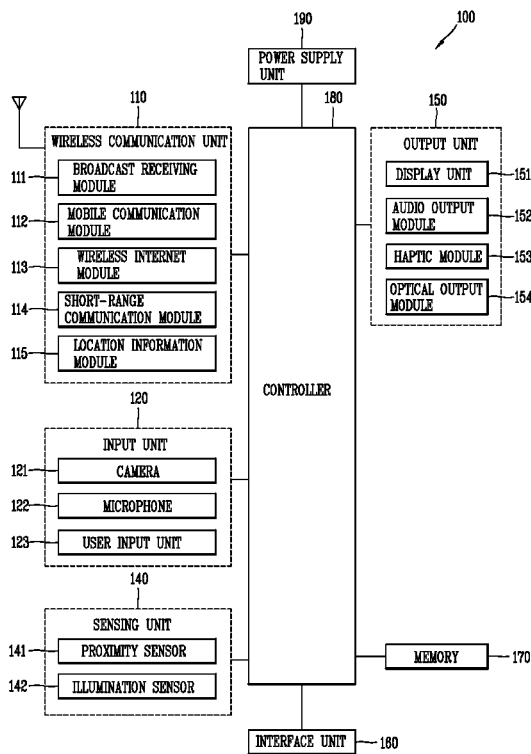 190
100
POWER SUPPLY
UNIT
180
110
WIRELESS COMMUNICATION UNIT
111
BROADCAST RECEIVING
MODULE
112
MOBILE COMMUNICATION
MODULE
113
WIRELESS INTERNET
MODULE
114
SHORT-RANGE
COMMUNICATION MODULE
115
LOCATION INFORMATION
MODULE
120
INPUT UNIT
121
CAMERA
122
MICROPHONE
123
USER INPUT UNIT
140
SENSING UNIT
141
PROXIMITY SENSOR
142
ILLUMINATION SENSOR
CONTROLLER
150
OUTPUT UNIT
DISPLAY UNIT
151
AUDIO OUTPUT
MODULE
152
HAPTIC MODULE
153
OPTICAL OUTPUT
MODULE
154
MEMORY
170
INTERFACE UNIT
160